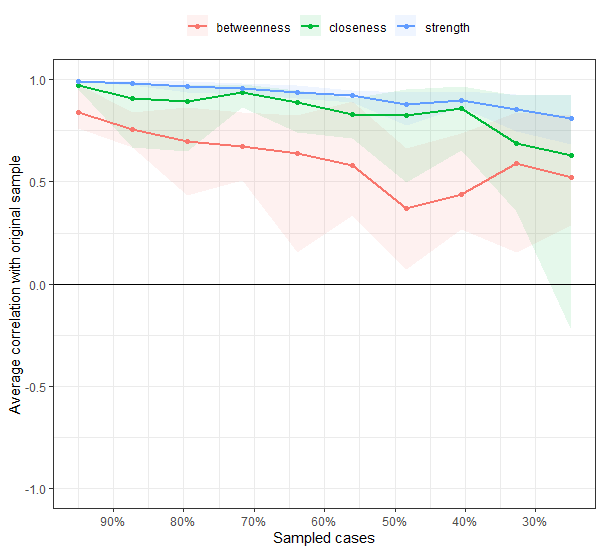 betweenness closeness strength
Average correlation with original sample
1.0
0.5
0.0
-0.5
-1.0
90% 80% 70% 60% 50% 40% 30%
Sampled cases